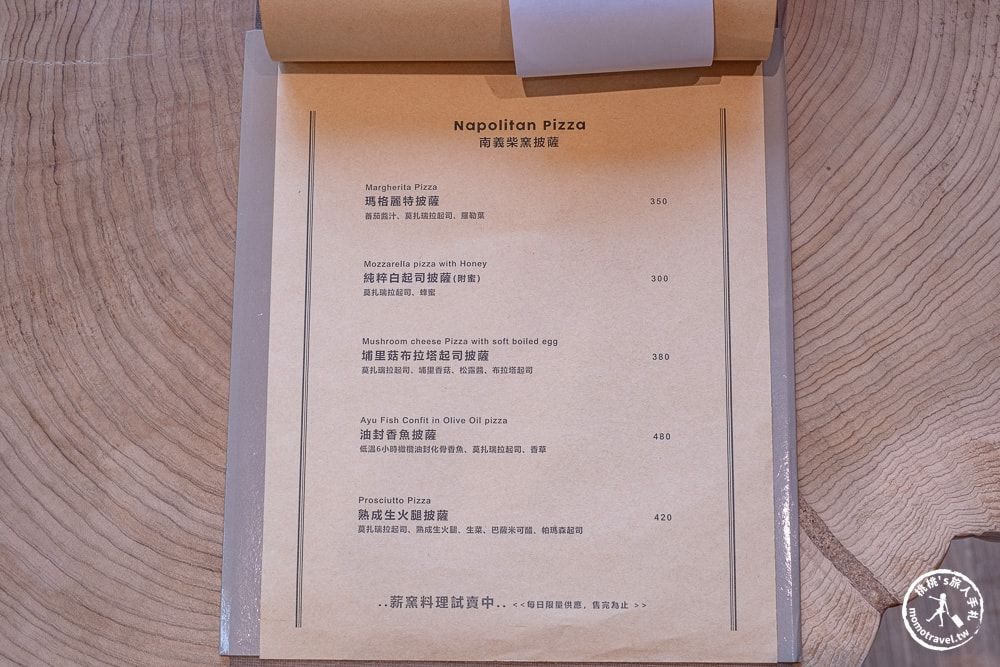 Napolitan Pizza
南義柴窯披薩
Margherita Pizza
瑪格麗特披薩 350
蕃茄醬汁、莫扎瑞拉起司、羅勒葉
Mozzarella pizza with Honey
純粹白起司披薩(附蜜) 300
莫扎瑞拉起司、蜂蜜
Mushroom cheese Pizza with soft boiled egg
埔里菇布拉塔起司披薩 380
莫扎瑞拉起司、埔里香菇、松露醬、布拉塔起司
Ayu Fish Confit in Olive Oil pizza
油封香魚披薩 480
低溫6小時橄欖油封化骨香魚、莫扎瑞拉起司、香草
Prosciutto Pizza
熟成生火腿披薩 420
莫扎瑞拉起司、熟成生火腿、生菜、巴薩米可醋、帕瑪森起司
..薪窯料理試賣中.. <<每日限量供應，售完為止 >>
桃桃's旅人手札
momotravel.tw